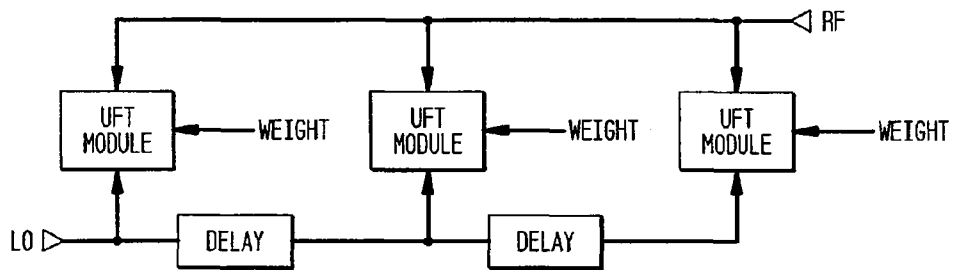 RF
UFT
MODULE
WEIGHT
UFT
MODULE
WEIGHT
UFT
MODULE
WEIGHT
LO
DELAY
DELAY